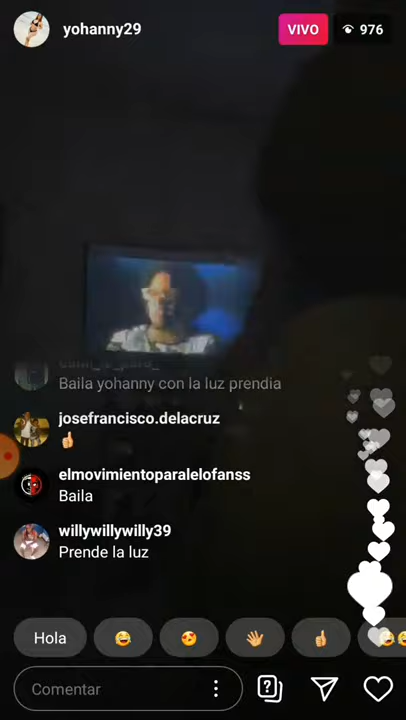 yohanny29
VIVO
976
Baila yohanny con la luz prendia
josefrancisco.delacruz
👍
elmovimientoparalelofanss
Baila
willywillywilly39
Prende la luz
Hola
Comentar